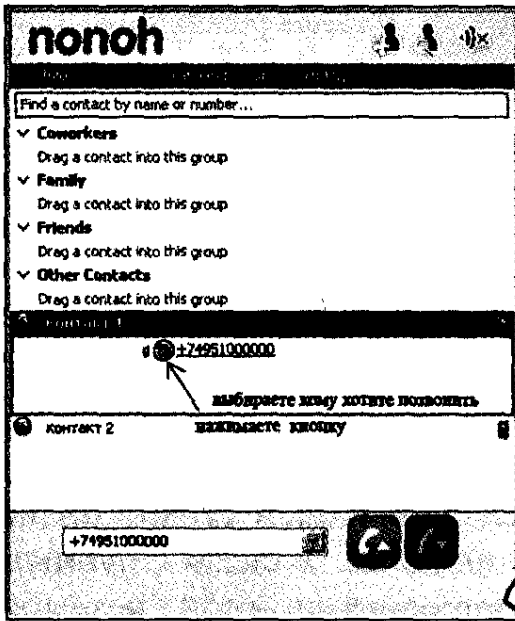 nonoh
Find a contact by name or number...
Coworkers
Drag a contact into this group
Family
Drag a contact into this group
Friends
Drag a contact into this group
Other Contacts
Drag a contact into this group
контакт 1
+74951000000
выбираете кому хотите позвонить
нажимаете кнопку
контакт 2
+74951000000